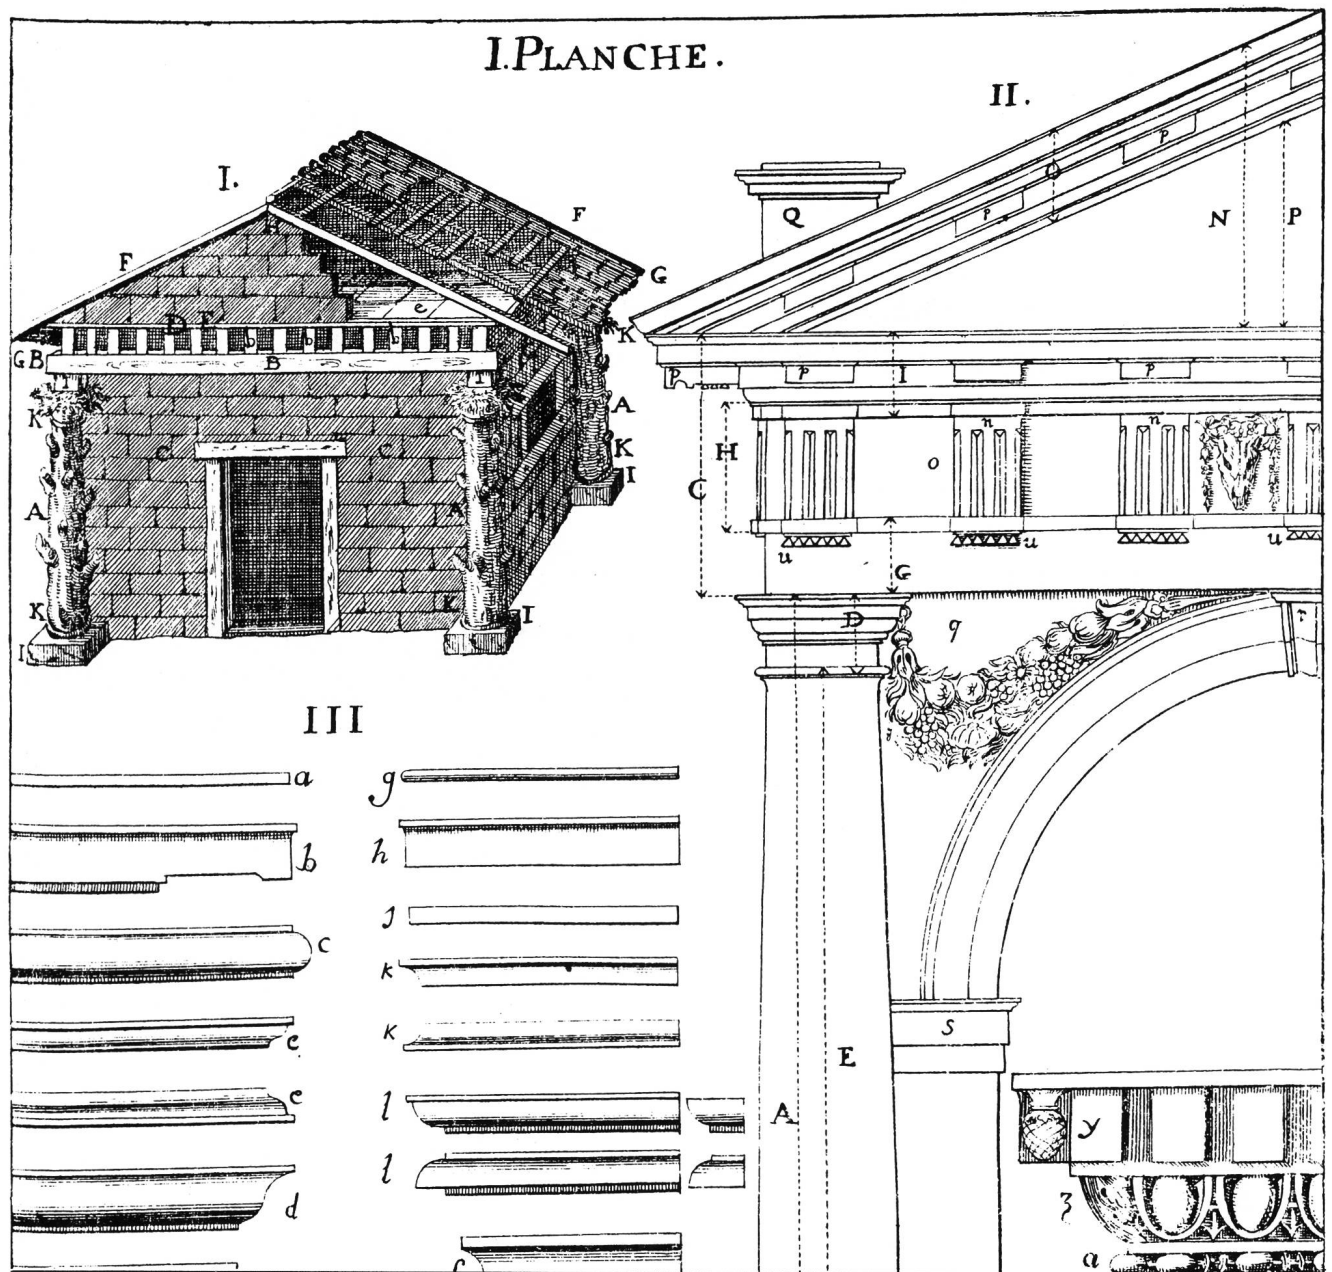 I. PLANCHE.
II.
I.
Q
O
p
p
p
N
P
F
F
G
H
e
D
F
b
b
b
K
G
B
B
I
p
p
p
T
T
K
A
K
H
n
n
C
C
I
o
C
A
A
u
u
u
G
K
K
I
I
D
q
r
III
a
g
b
h
c
j
k
e
k
S
E
e
l
A
y
l
d
z
a
f